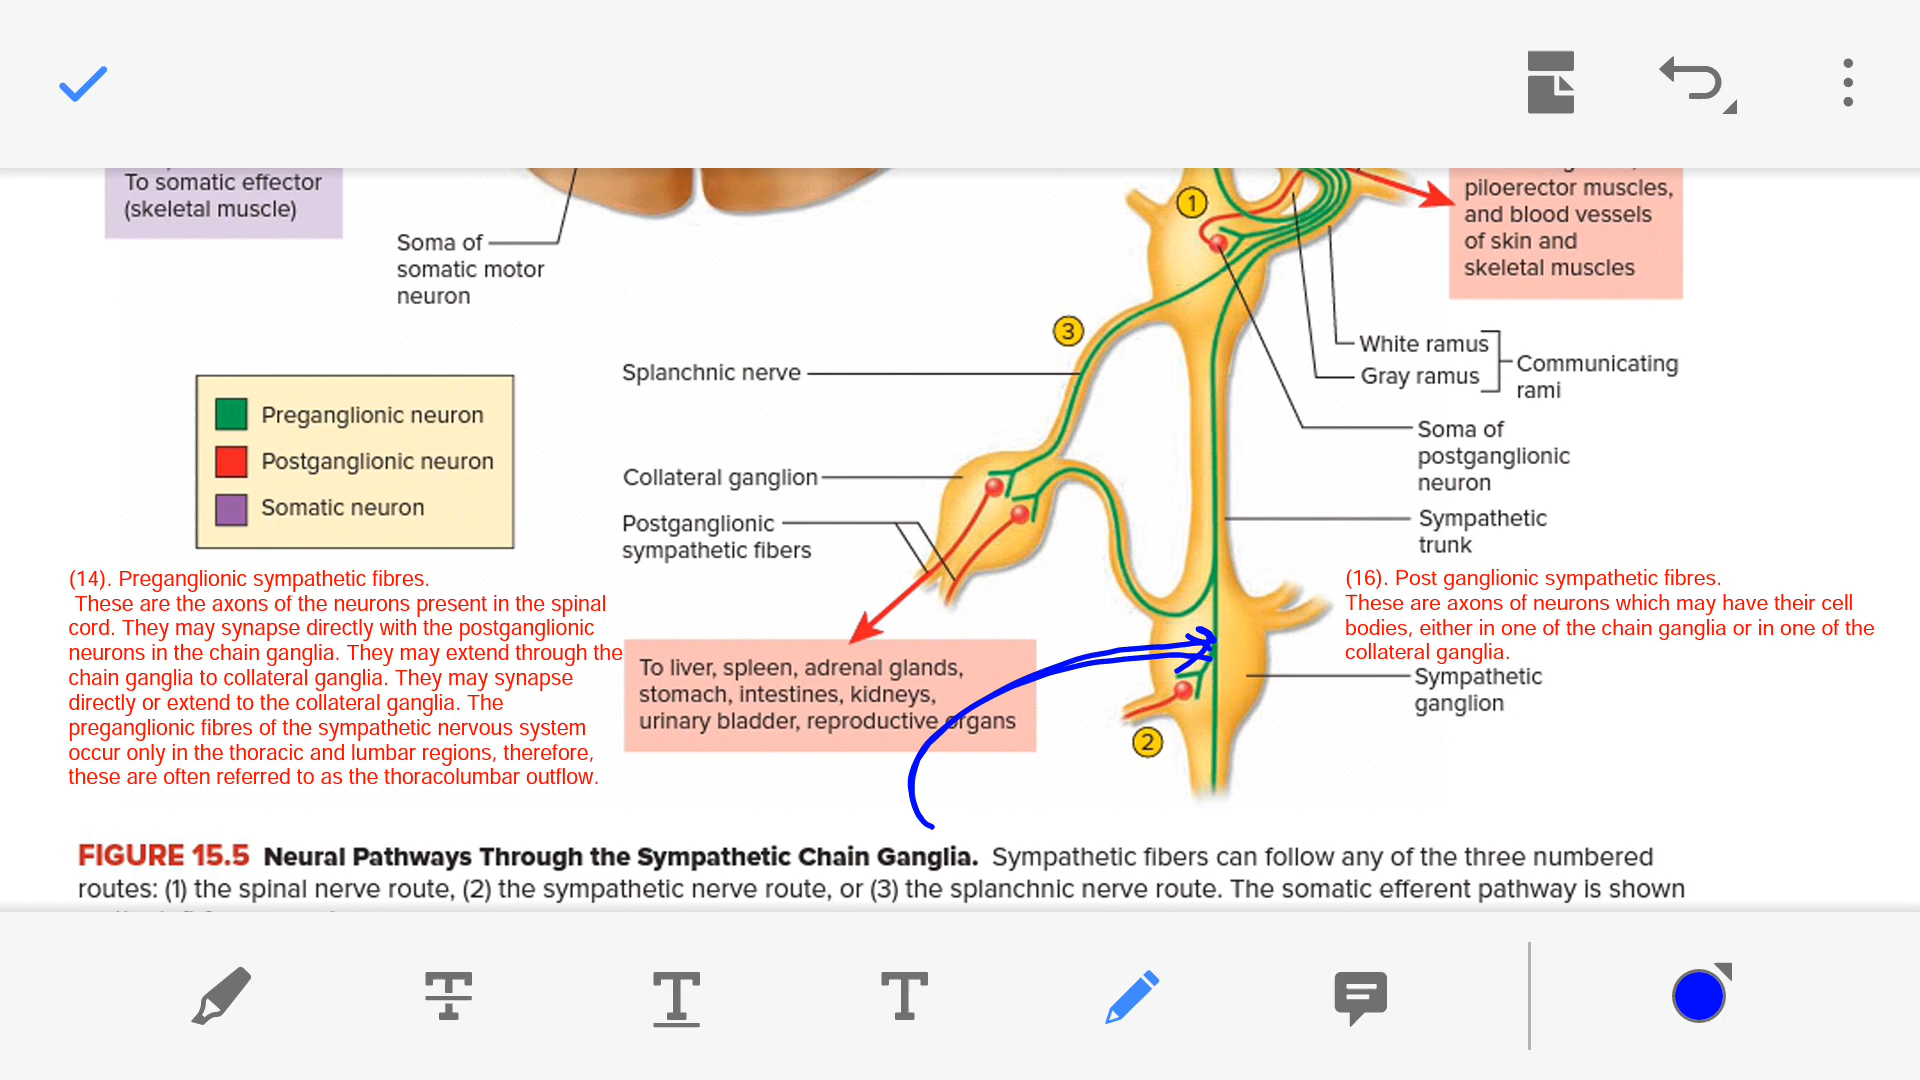 To somatic effector
(skeletal muscle)
Soma of
somatic motor
neuron
1
piloerector muscles,
and blood vessels
of skin and
skeletal muscles
3
Splanchnic nerve
White ramus
Gray ramus
Communicating
rami
Preganglionic neuron
Postganglionic neuron
Somatic neuron
Collateral ganglion
Postganglionic
sympathetic fibers
Soma of
postganglionic
neuron
Sympathetic
trunk
(14). Preganglionic sympathetic fibres.
These are the axons of the neurons present in the spinal
cord. They may synapse directly with the postganglionic
neurons in the chain ganglia. They may extend through the
chain ganglia to collateral ganglia. They may synapse
directly or extend to the collateral ganglia. The
preganglionic fibres of the sympathetic nervous system
occur only in the thoracic and lumbar regions, therefore,
these are often referred to as the thoracolumbar outflow.
(16). Post ganglionic sympathetic fibres.
These are axons of neurons which may have their cell
bodies, either in one of the chain ganglia or in one of the
collateral ganglia.
To liver, spleen, adrenal glands,
stomach, intestines, kidneys,
urinary bladder, reproductive organs
Sympathetic
ganglion
2
FIGURE 15.5 Neural Pathways Through the Sympathetic Chain Ganglia. Sympathetic fibers can follow any of the three numbered
routes: (1) the spinal nerve route, (2) the sympathetic nerve route, or (3) the splanchnic nerve route. The somatic efferent pathway is shown